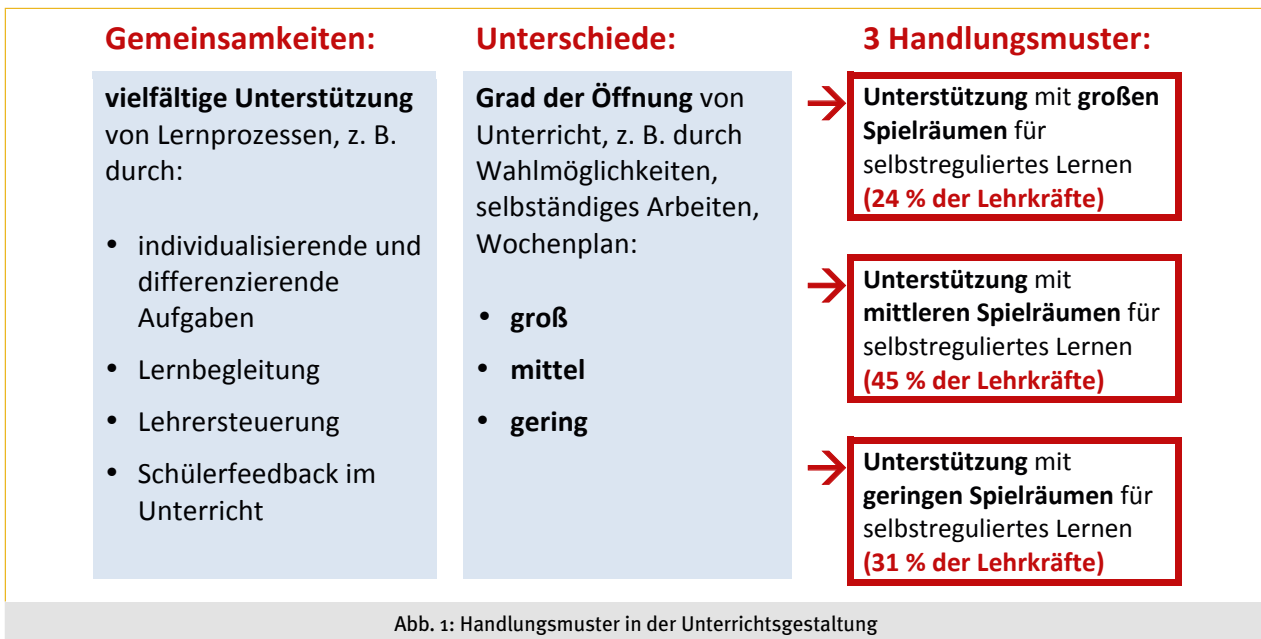 Gemeinsamkeiten:
vielfältige Unterstützung
von Lernprozessen, z. B.
durch:
• individualisierende und
differenzierende
Aufgaben
• Lernbegleitung
• Lehrersteuerung
• Schülerfeedback im
Unterricht
Unterschiede:
Grad der Öffnung von
Unterricht, z. B. durch
Wahlmöglichkeiten,
selbständiges Arbeiten,
Wochenplan:
• groß
• mittel
• gering
3 Handlungsmuster:
→ Unterstützung mit großen
Spielräumen für
selbstreguliertes Lernen
(24 % der Lehrkräfte)
→ Unterstützung mit
mittleren Spielräumen für
selbstreguliertes Lernen
(45 % der Lehrkräfte)
→ Unterstützung mit
geringen Spielräumen für
selbstreguliertes Lernen
(31 % der Lehrkräfte)
Abb. 1: Handlungsmuster in der Unterrichtsgestaltung